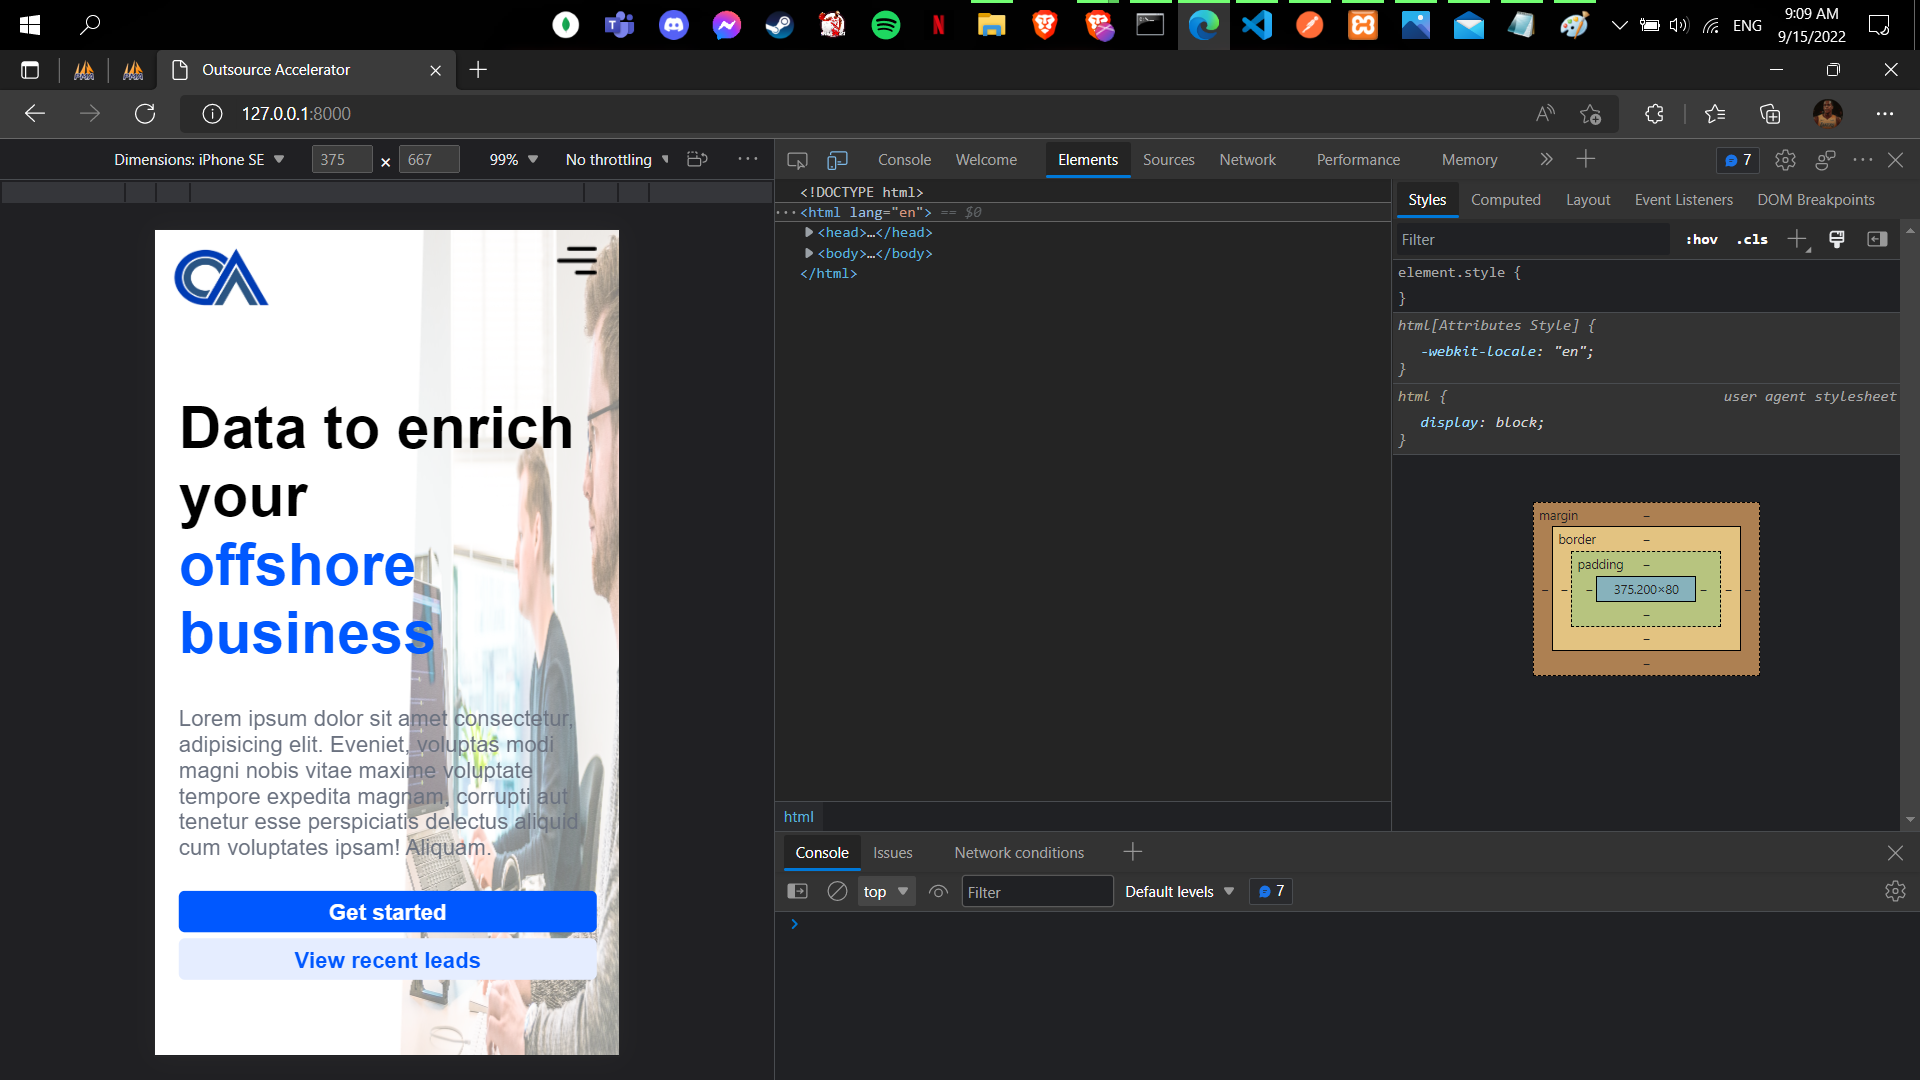 ENG
9:09 AM
9/15/2022
Outsource Accelerator
127.0.0.1:8000
Dimensions: iPhone SE
375 × 667
99%
No throttling
Console
Welcome
Elements
Sources
Network
Performance
Memory
7
<!DOCTYPE html>
<html lang="en"> == $0
<head>…</head>
<body>…</body>
</html>
html
Styles
Computed
Layout
Event Listeners
DOM Breakpoints
Filter
:hov
.cls
element.style {
}
html[Attributes Style] {
-webkit-locale: "en";
}
html {
user agent stylesheet
display: block;
}
margin
border
padding
375.200×80
Data to enrich
your
offshore
business
Lorem ipsum dolor sit amet consectetur,
adipisicing elit. Eveniet, voluptas modi
magni nobis vitae maxime voluptate
tempore expedita magnam, corrupti aut
tenetur esse perspiciatis delectus aliquid
cum voluptates ipsam! Aliquam.
Get started
View recent leads
Console
Issues
Network conditions
top
Filter
Default levels
7